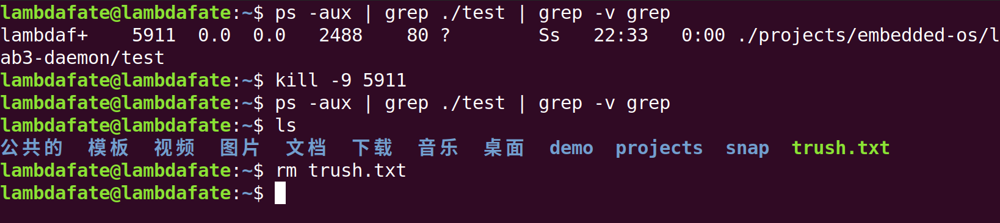 lambdafate@lambdafate:~$ ps -aux | grep ./test | grep -v grep
lambdaf+    5911  0.0  0.0   2488    80 ?        Ss   22:33   0:00 ./projects/embedded-os/l
ab3-daemon/test
lambdafate@lambdafate:~$ kill -9 5911
lambdafate@lambdafate:~$ ps -aux | grep ./test | grep -v grep
lambdafate@lambdafate:~$ ls
公共的  模板  视频  图片  文档  下载  音乐  桌面  demo  projects  snap  trush.txt
lambdafate@lambdafate:~$ rm trush.txt
lambdafate@lambdafate:~$